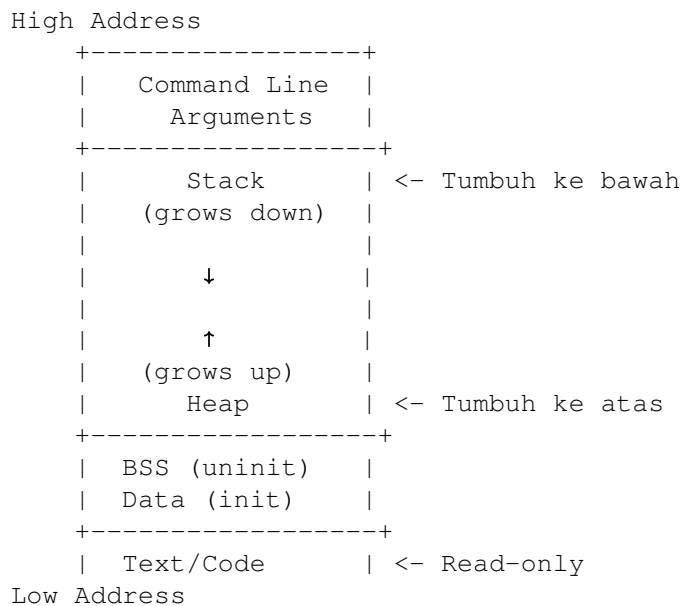 High Address
+-----------------+
| Command Line |
| Arguments |
+------------------+
| Stack | <- Tumbuh ke bawah
| (grows down) |
| |
| ↓ |
| |
| ↑ |
| (grows up) |
| Heap | <- Tumbuh ke atas
+------------------+
| BSS (uninit) |
| Data (init) |
+------------------+
| Text/Code | <- Read-only
Low Address